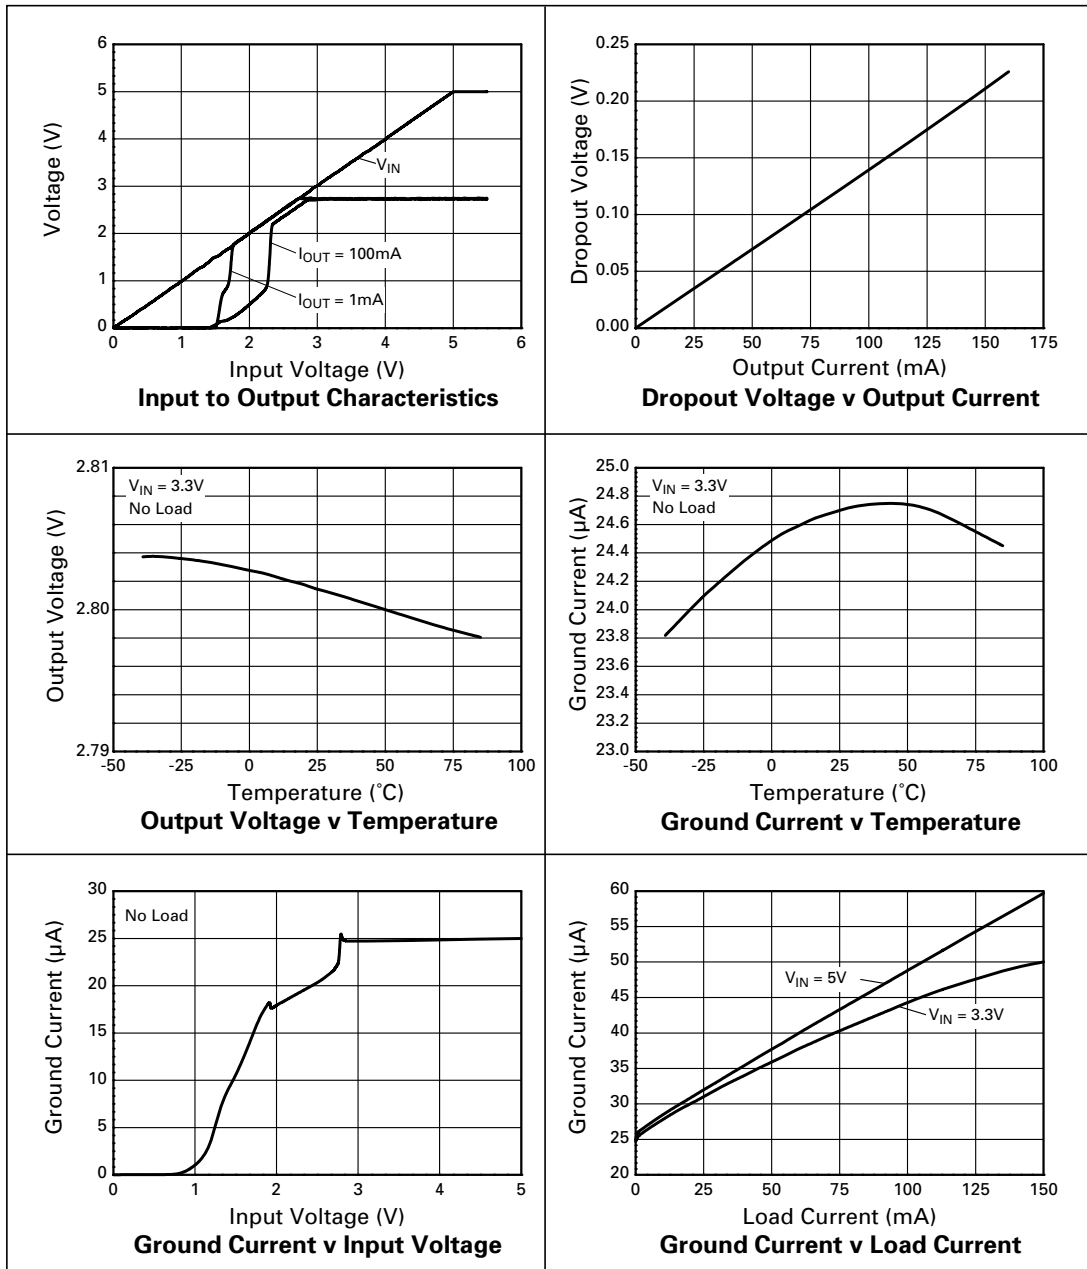 6
5
4
3
2
1
0
Voltage (V)
V_IN
I_OUT = 100mA
I_OUT = 1mA
0 1 2 3 4 5 6
Input Voltage (V)
Input to Output Characteristics
0.25
0.20
0.15
0.10
0.05
0.00
Dropout Voltage (V)
0 25 50 75 100 125 150 175
Output Current (mA)
Dropout Voltage v Output Current
2.81
2.80
2.79
Output Voltage (V)
V_IN = 3.3V
No Load
-50 -25 0 25 50 75 100
Temperature (˚C)
Output Voltage v Temperature
25.0
24.8
24.6
24.4
24.2
24.0
23.8
23.6
23.4
23.2
23.0
Ground Current (µA)
V_IN = 3.3V
No Load
-50 -25 0 25 50 75 100
Temperature (˚C)
Ground Current v Temperature
30
25
20
15
10
5
0
Ground Current (µA)
No Load
0 1 2 3 4 5
Input Voltage (V)
Ground Current v Input Voltage
60
55
50
45
40
35
30
25
20
Ground Current (µA)
V_IN = 5V
V_IN = 3.3V
0 25 50 75 100 125 150
Load Current (mA)
Ground Current v Load Current